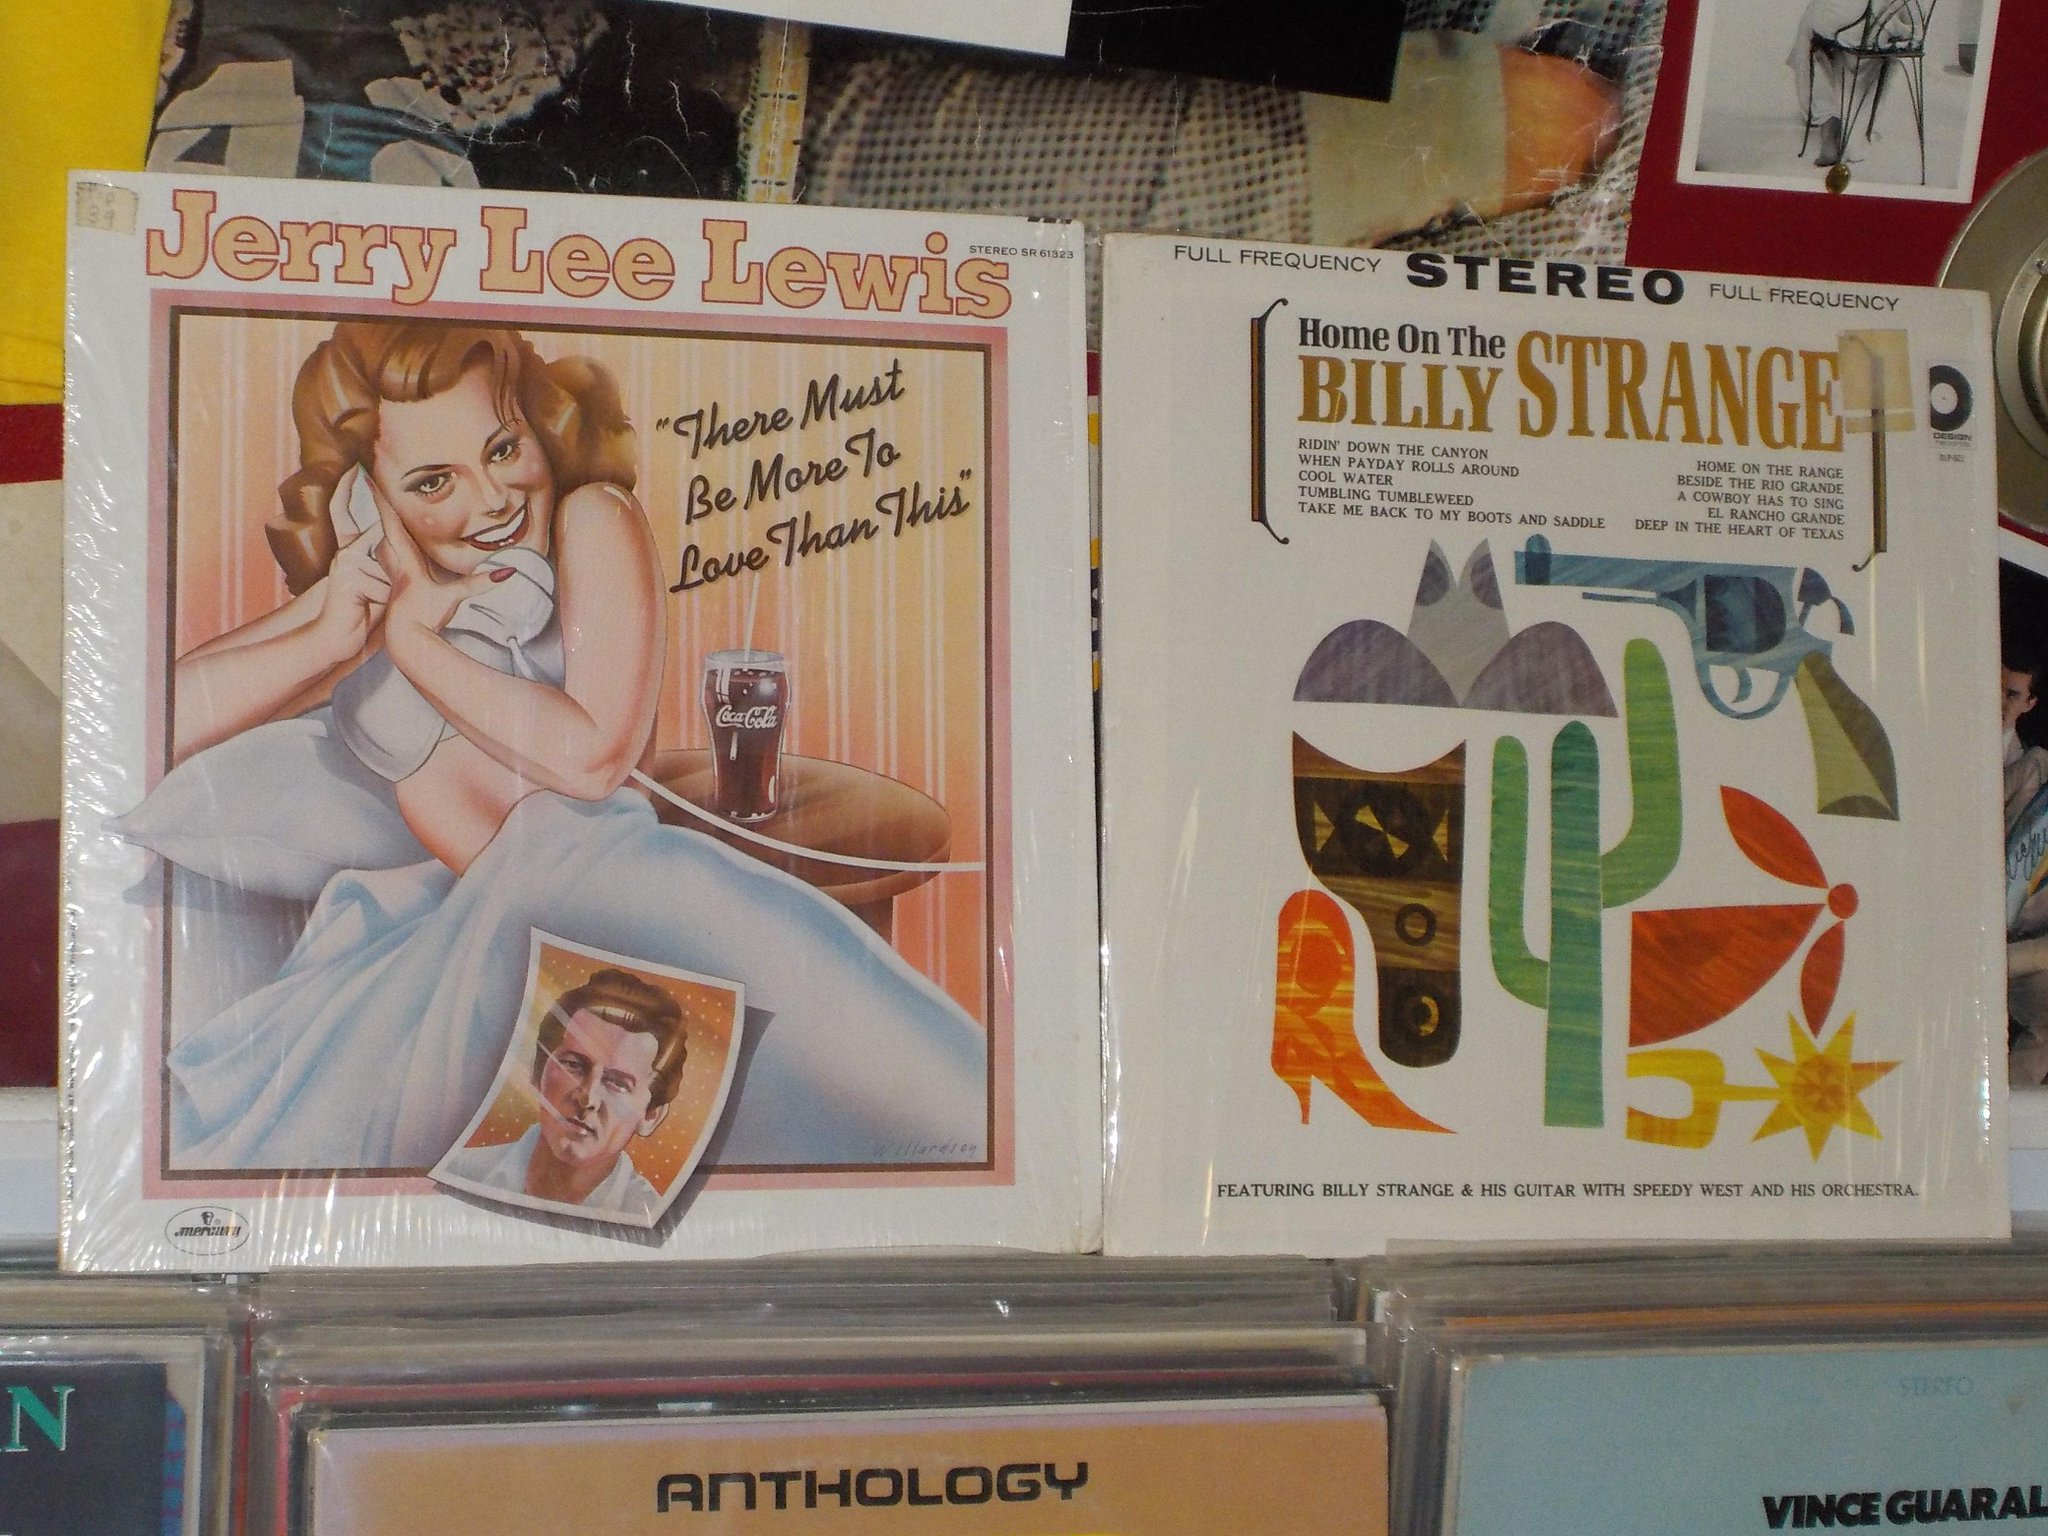 Jerry Lee Lewis
STEREO SR 61323
"There Must
Be More To
Love Than This"
Coca-Cola
Willardson
mercury
FULL FREQUENCY STEREO FULL FREQUENCY
Home On The
BILLY STRANGE
RIDIN' DOWN THE CANYON
WHEN PAYDAY ROLLS AROUND
COOL WATER
TUMBLING TUMBLEWEED
TAKE ME BACK TO MY BOOTS AND SADDLE
HOME ON THE RANGE
BESIDE THE RIO GRANDE
A COWBOY HAS TO SING
EL RANCHO GRANDE
DEEP IN THE HEART OF TEXAS
DESIGN
FEATURING BILLY STRANGE & HIS GUITAR WITH SPEEDY WEST AND HIS ORCHESTRA.
N
ANTHOLOGY
STEREO
VINCE GUARAL